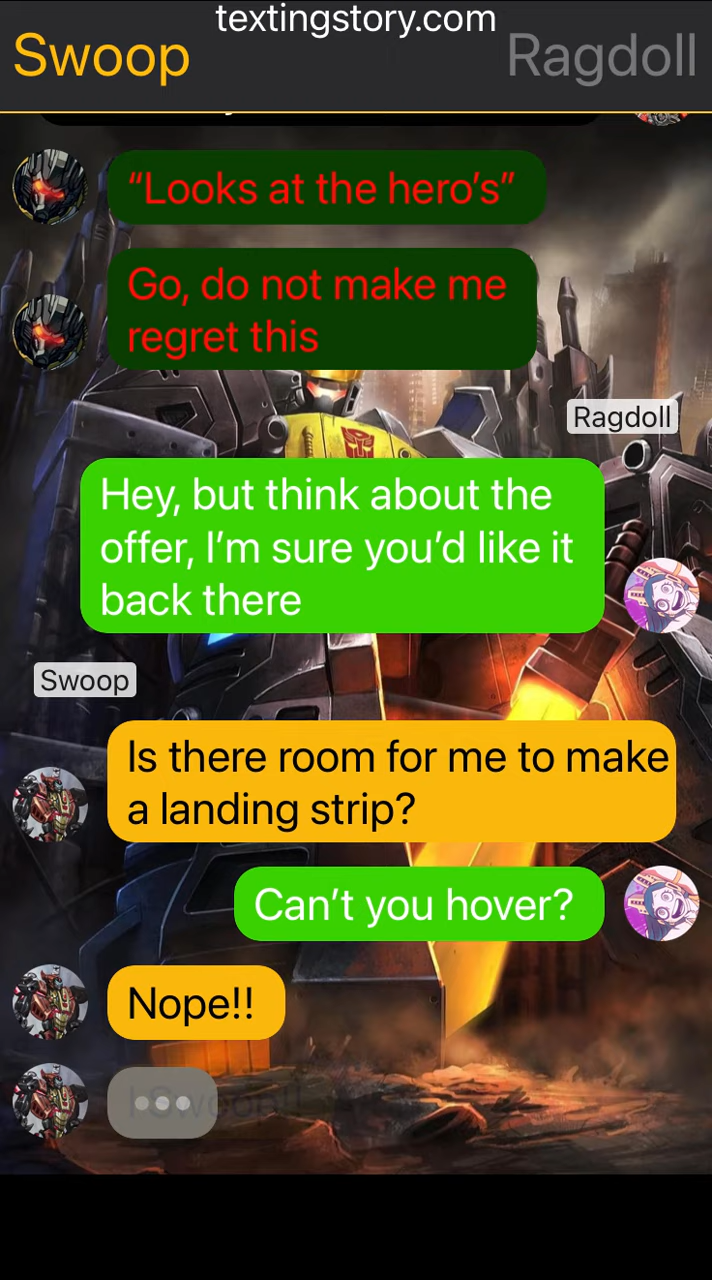 textingstory.com
Swoop
Ragdoll
“Looks at the hero’s”
Go, do not make me
regret this
Ragdoll
Hey, but think about the
offer, I’m sure you’d like it
back there
Swoop
Is there room for me to make
a landing strip?
Can’t you hover?
Nope!!
I Swoop!!